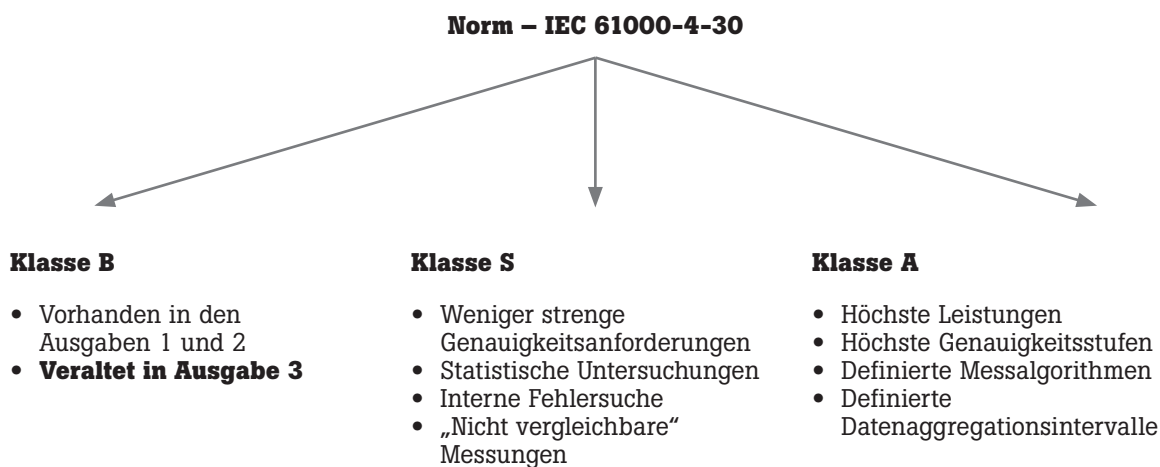 Norm – IEC 61000-4-30
Klasse B
• Vorhanden in den
Ausgaben 1 und 2
• Veraltet in Ausgabe 3
Klasse S
• Weniger strenge
Genauigkeitsanforderungen
• Statistische Untersuchungen
• Interne Fehlersuche
• „Nicht vergleichbare“
Messungen
Klasse A
• Höchste Leistungen
• Höchste Genauigkeitsstufen
• Definierte Messalgorithmen
• Definierte
Datenaggregationsintervalle